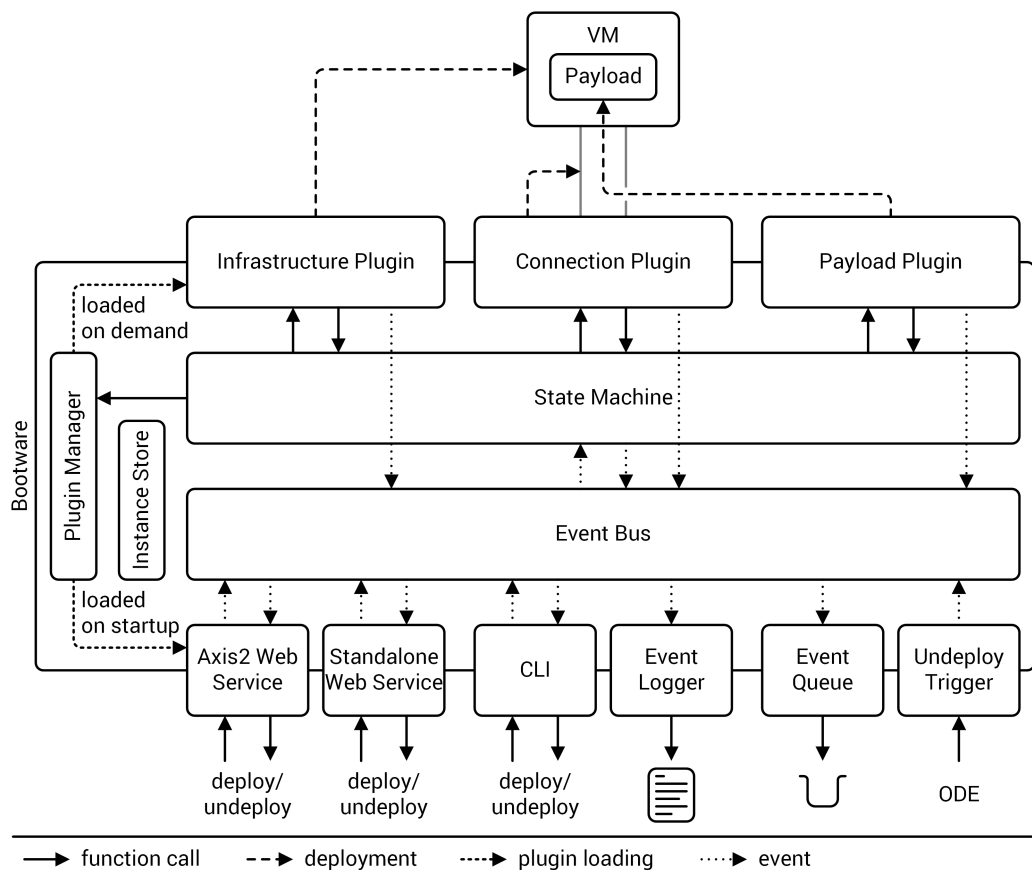 VM
Payload
Infrastructure Plugin
Connection Plugin
Payload Plugin
loaded
on demand
State Machine
Bootware
Plugin Manager
Instance Store
Event Bus
loaded
on startup
Axis2 Web
Service
Standalone
Web Service
CLI
Event
Logger
Event
Queue
Undeploy
Trigger
deploy/
undeploy
deploy/
undeploy
deploy/
undeploy
ODE
function call
deployment
plugin loading
event